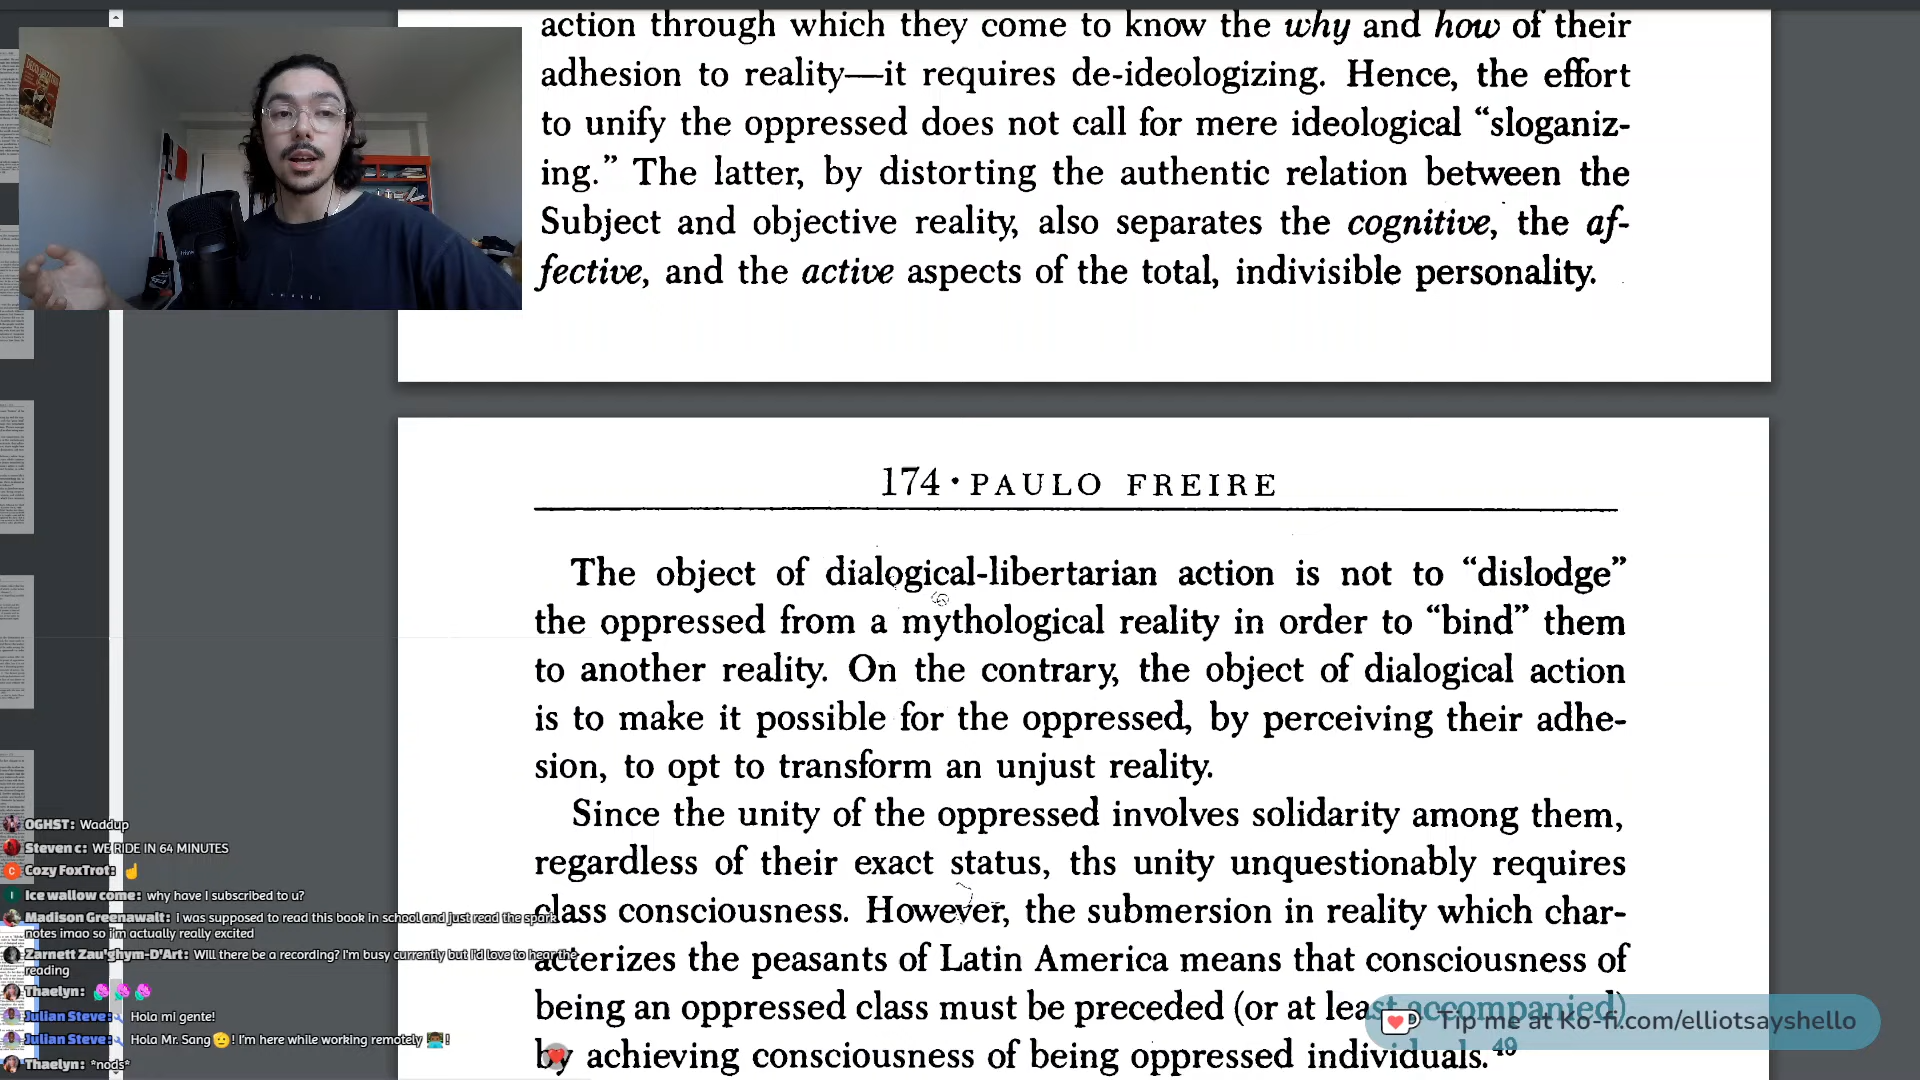 action through which they come to know the why and how of their
adhesion to reality—it requires de-ideologizing. Hence, the effort
to unify the oppressed does not call for mere ideological “sloganiz-
ing.” The latter, by distorting the authentic relation between the
Subject and objective reality, also separates the cognitive, the af-
fective, and the active aspects of the total, indivisible personality.
174 · PAULO FREIRE
The object of dialogical-libertarian action is not to “dislodge”
the oppressed from a mythological reality in order to “bind” them
to another reality. On the contrary, the object of dialogical action
is to make it possible for the oppressed, by perceiving their adhe-
sion, to opt to transform an unjust reality.
Since the unity of the oppressed involves solidarity among them,
regardless of their exact status, ths unity unquestionably requires
class consciousness. However, the submersion in reality which char-
acterizes the peasants of Latin America means that consciousness of
being an oppressed class must be preceded (or at least accompanied)
by achieving consciousness of being oppressed individuals.49
OGHST: Waddup
Steven c: WE RIDE IN 64 MINUTES
Cozy FoxTrot: ☝️
Ice wallow come: why have I subscribed to u?
Madison Greenawalt: I was supposed to read this book in school and just read the spark
notes lmao so i'm actually really excited
Zarnett Zau'ghym-D'Art: Will there be a recording? I'm busy currently but I'd love to hear the
reading
Thaelyn:
Julian Steve: Hola mi gente!
Julian Steve: Hola Mr. Sang! I'm here while working remotely !
Thaelyn: *nods*
Tip me at Ko-fi.com/elliotsayshello